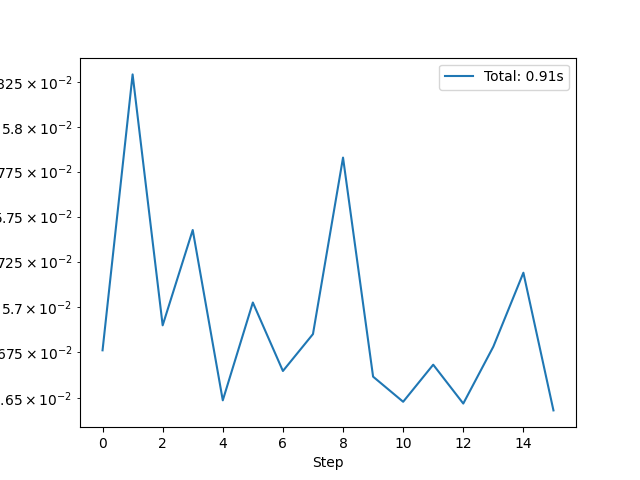 Total: 0.91s
825 × 10⁻²
5.8 × 10⁻²
775 × 10⁻²
.75 × 10⁻²
725 × 10⁻²
5.7 × 10⁻²
675 × 10⁻²
.65 × 10⁻²
0 2 4 6 8 10 12 14
Step